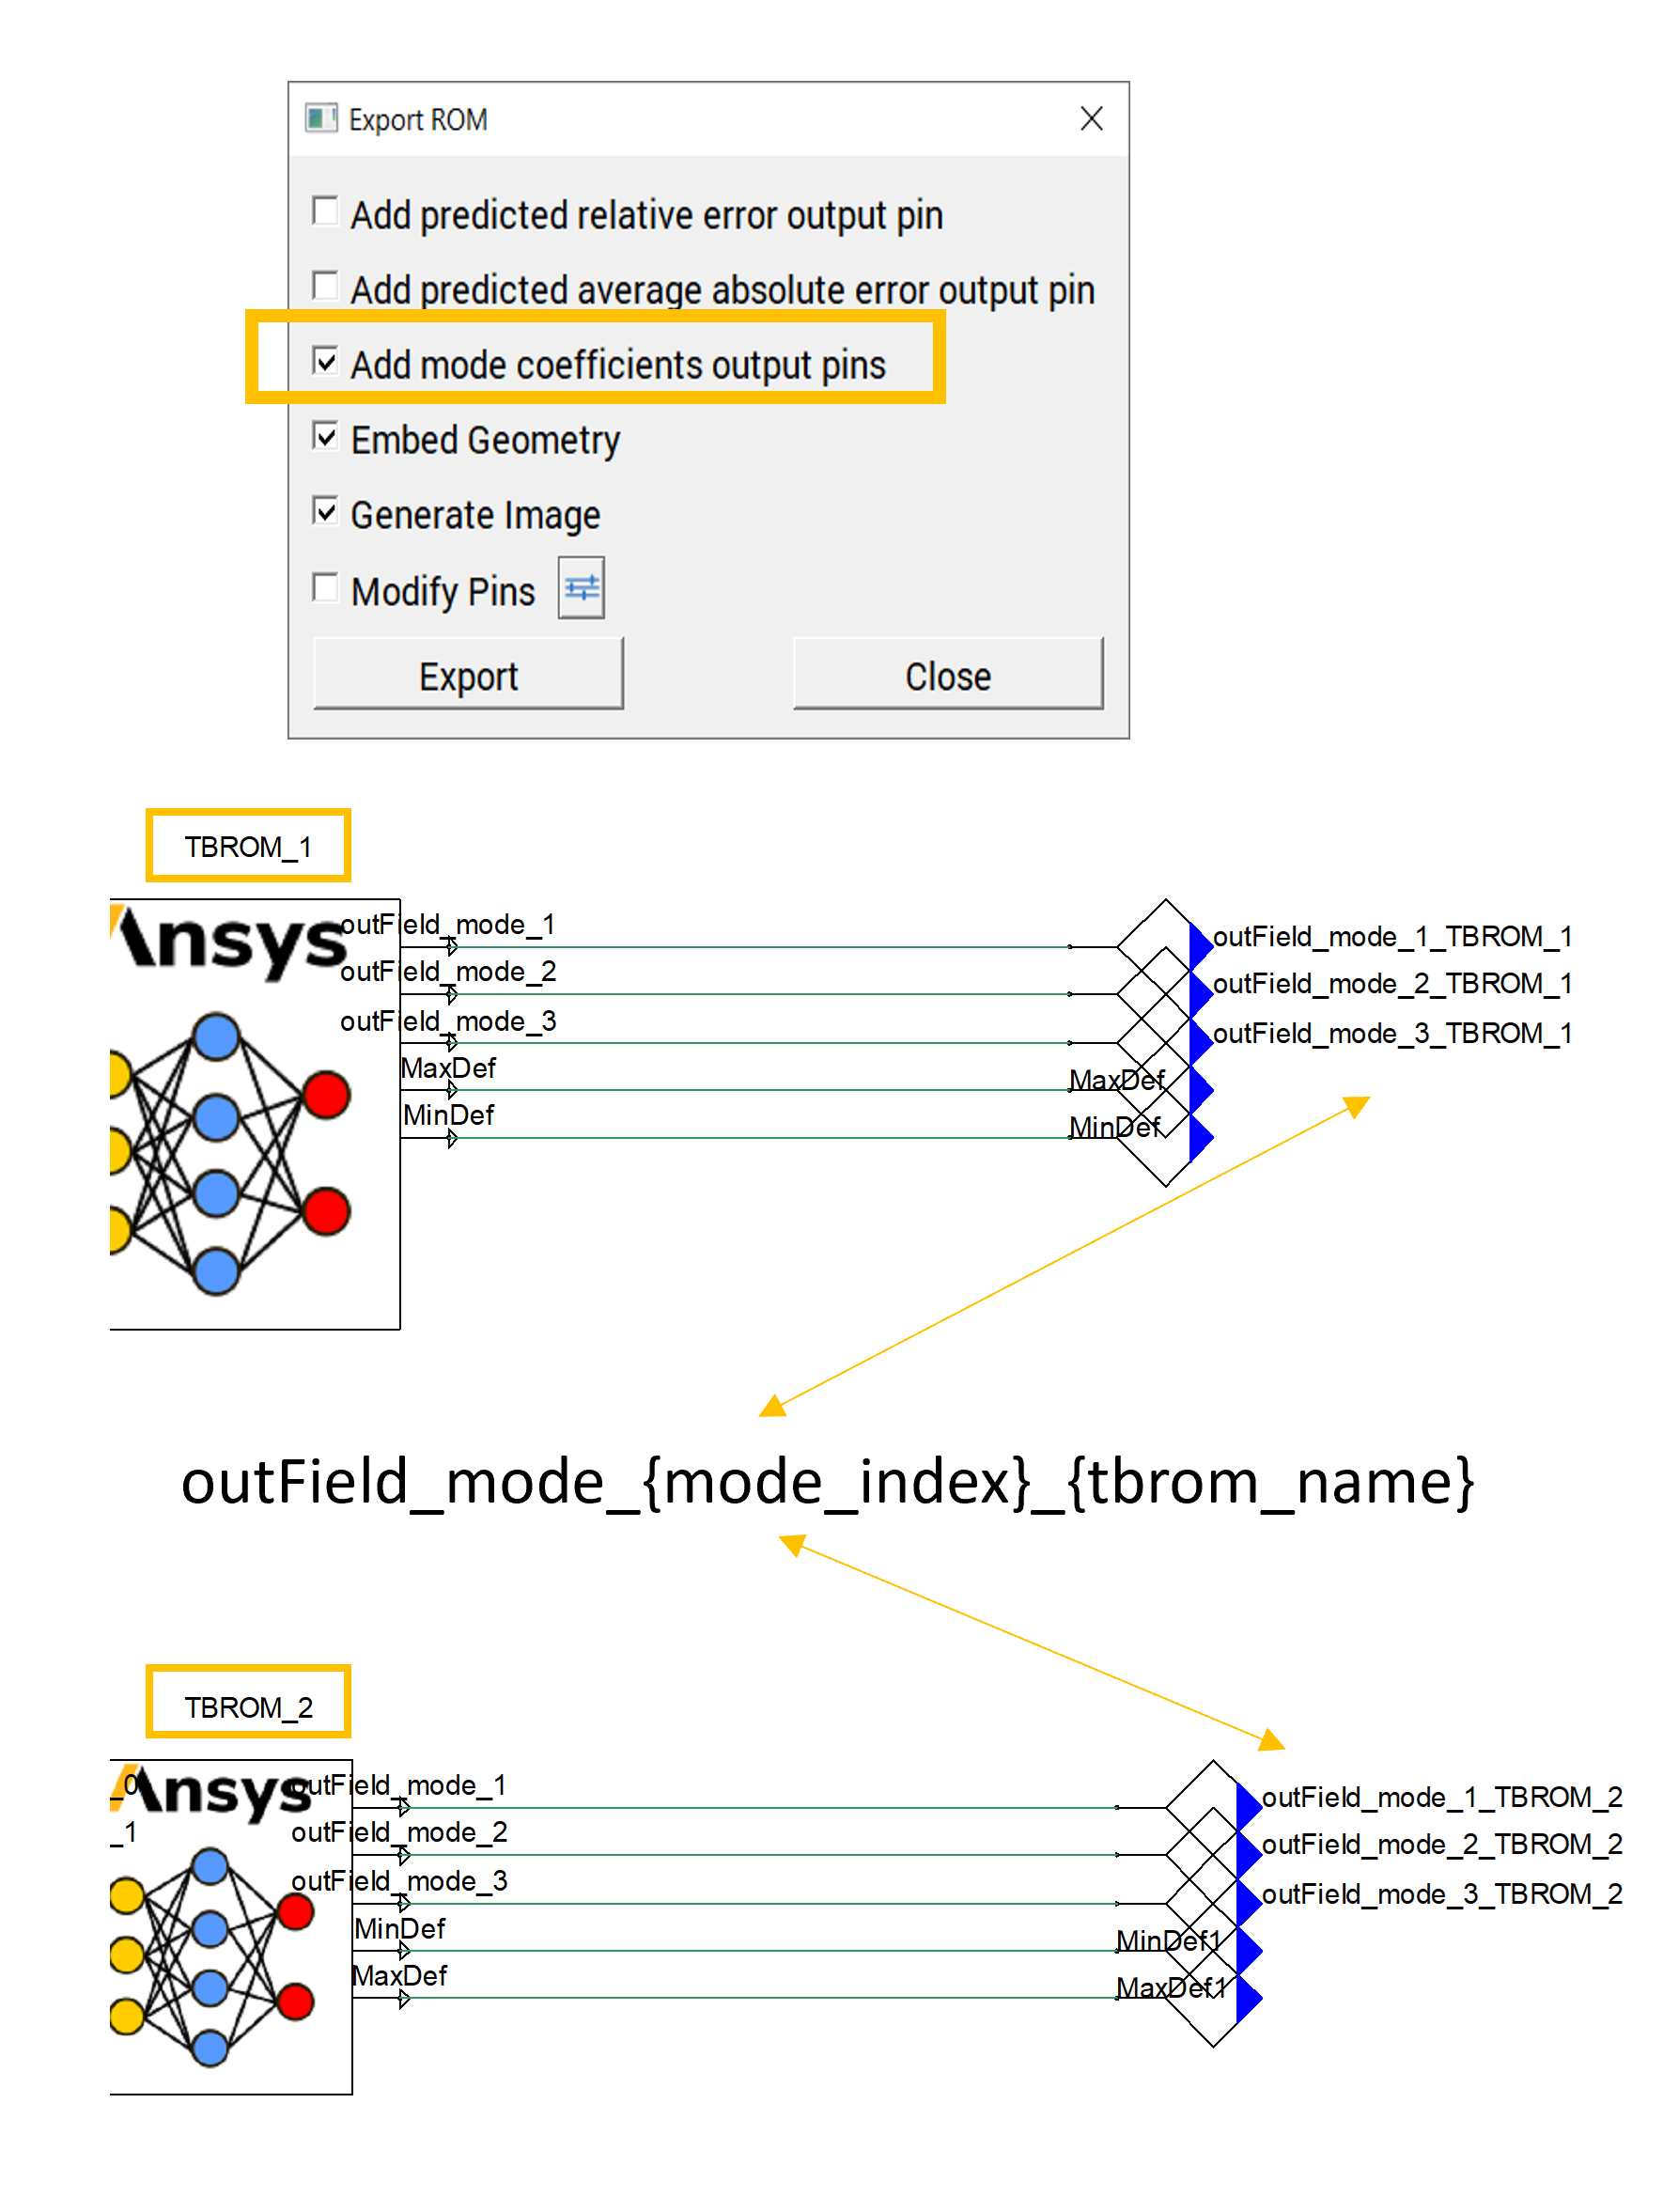 Export ROM
Add predicted relative error output pin
Add predicted average absolute error output pin
Add mode coefficients output pins
Embed Geometry
Generate Image
Modify Pins
Export Close
TBROM_1
Ansys
outField_mode_1 outField_mode_1_TBROM_1
outField_mode_2 outField_mode_2_TBROM_1
outField_mode_3 outField_mode_3_TBROM_1
MaxDef MaxDef
MinDef MinDef
outField_mode_{mode_index}_{tbrom_name}
TBROM_2
Ansys
_0 outField_mode_1 outField_mode_1_TBROM_2
_1 outField_mode_2 outField_mode_2_TBROM_2
outField_mode_3 outField_mode_3_TBROM_2
MinDef MinDef1
MaxDef MaxDef1